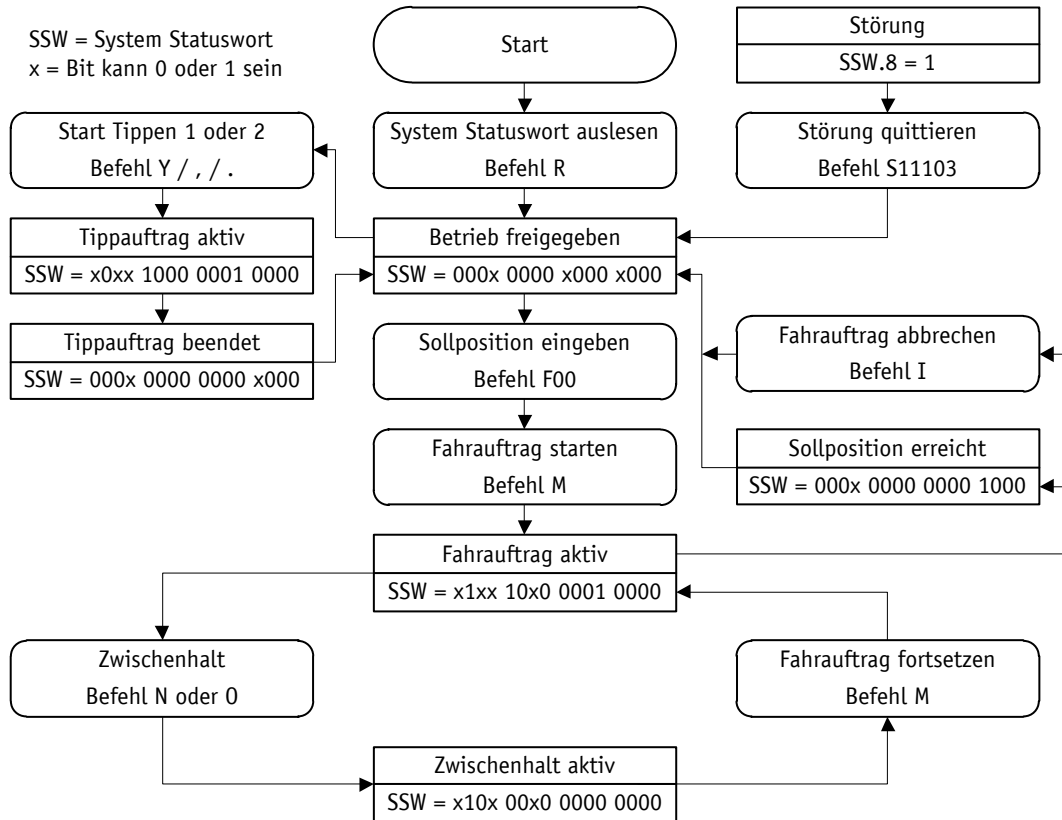 SSW = System Statuswort
x = Bit kann 0 oder 1 sein
Start
Störung
SSW.8 = 1
Start Tippen 1 oder 2
Befehl Y / , / .
System Statuswort auslesen
Befehl R
Störung quittieren
Befehl S11103
Tippauftrag aktiv
SSW = x0xx 1000 0001 0000
Betrieb freigegeben
SSW = 000x 0000 x000 x000
Tippauftrag beendet
SSW = 000x 0000 0000 x000
Sollposition eingeben
Befehl F00
Fahrauftrag abbrechen
Befehl I
Fahrauftrag starten
Befehl M
Sollposition erreicht
SSW = 000x 0000 0000 1000
Fahrauftrag aktiv
SSW = x1xx 10x0 0001 0000
Zwischenhalt
Befehl N oder O
Fahrauftrag fortsetzen
Befehl M
Zwischenhalt aktiv
SSW = x10x 00x0 0000 0000